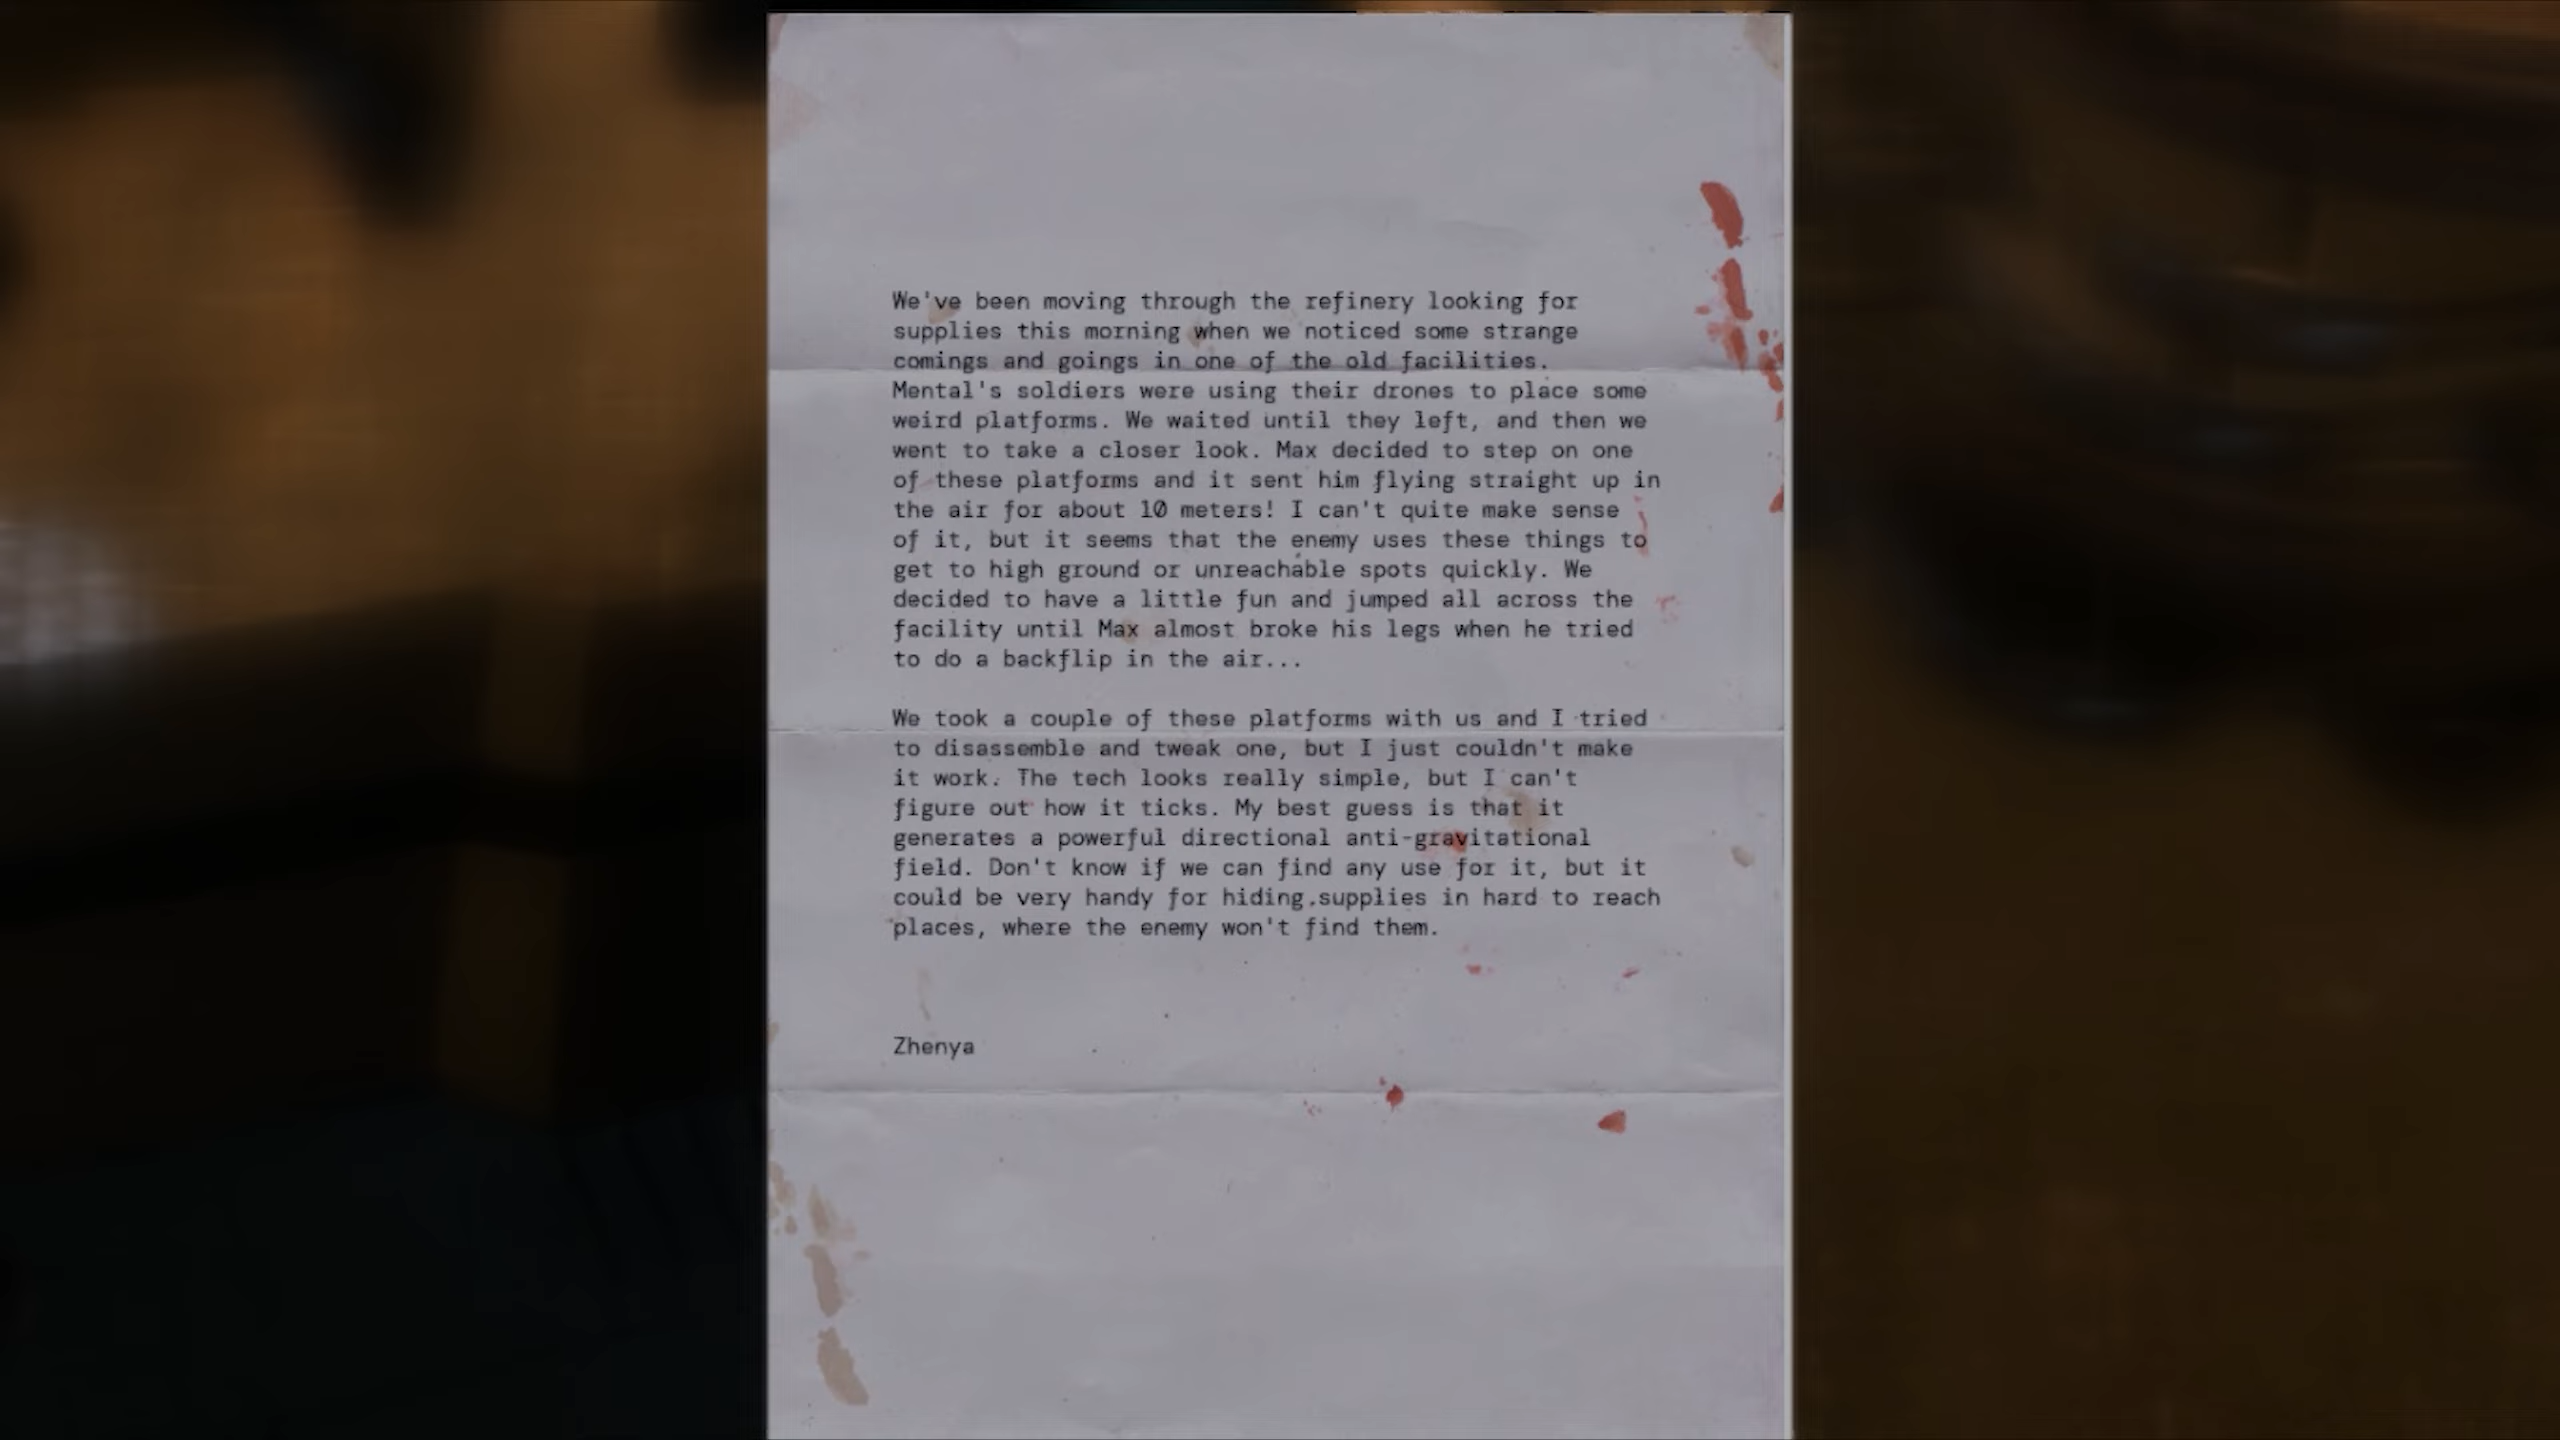 We've been moving through the refinery looking for
supplies this morning when we noticed some strange
comings and goings in one of the old facilities.
Mental's soldiers were using their drones to place some
weird platforms. We waited until they left, and then we
went to take a closer look. Max decided to step on one
of these platforms and it sent him flying straight up in
the air for about 10 meters! I can't quite make sense
of it, but it seems that the enemy uses these things to
get to high ground or unreachable spots quickly. We
decided to have a little fun and jumped all across the
facility until Max almost broke his legs when he tried
to do a backflip in the air...
We took a couple of these platforms with us and I tried
to disassemble and tweak one, but I just couldn't make
it work. The tech looks really simple, but I can't
figure out how it ticks. My best guess is that it
generates a powerful directional anti-gravitational
field. Don't know if we can find any use for it, but it
could be very handy for hiding supplies in hard to reach
places, where the enemy won't find them.
Zhenya